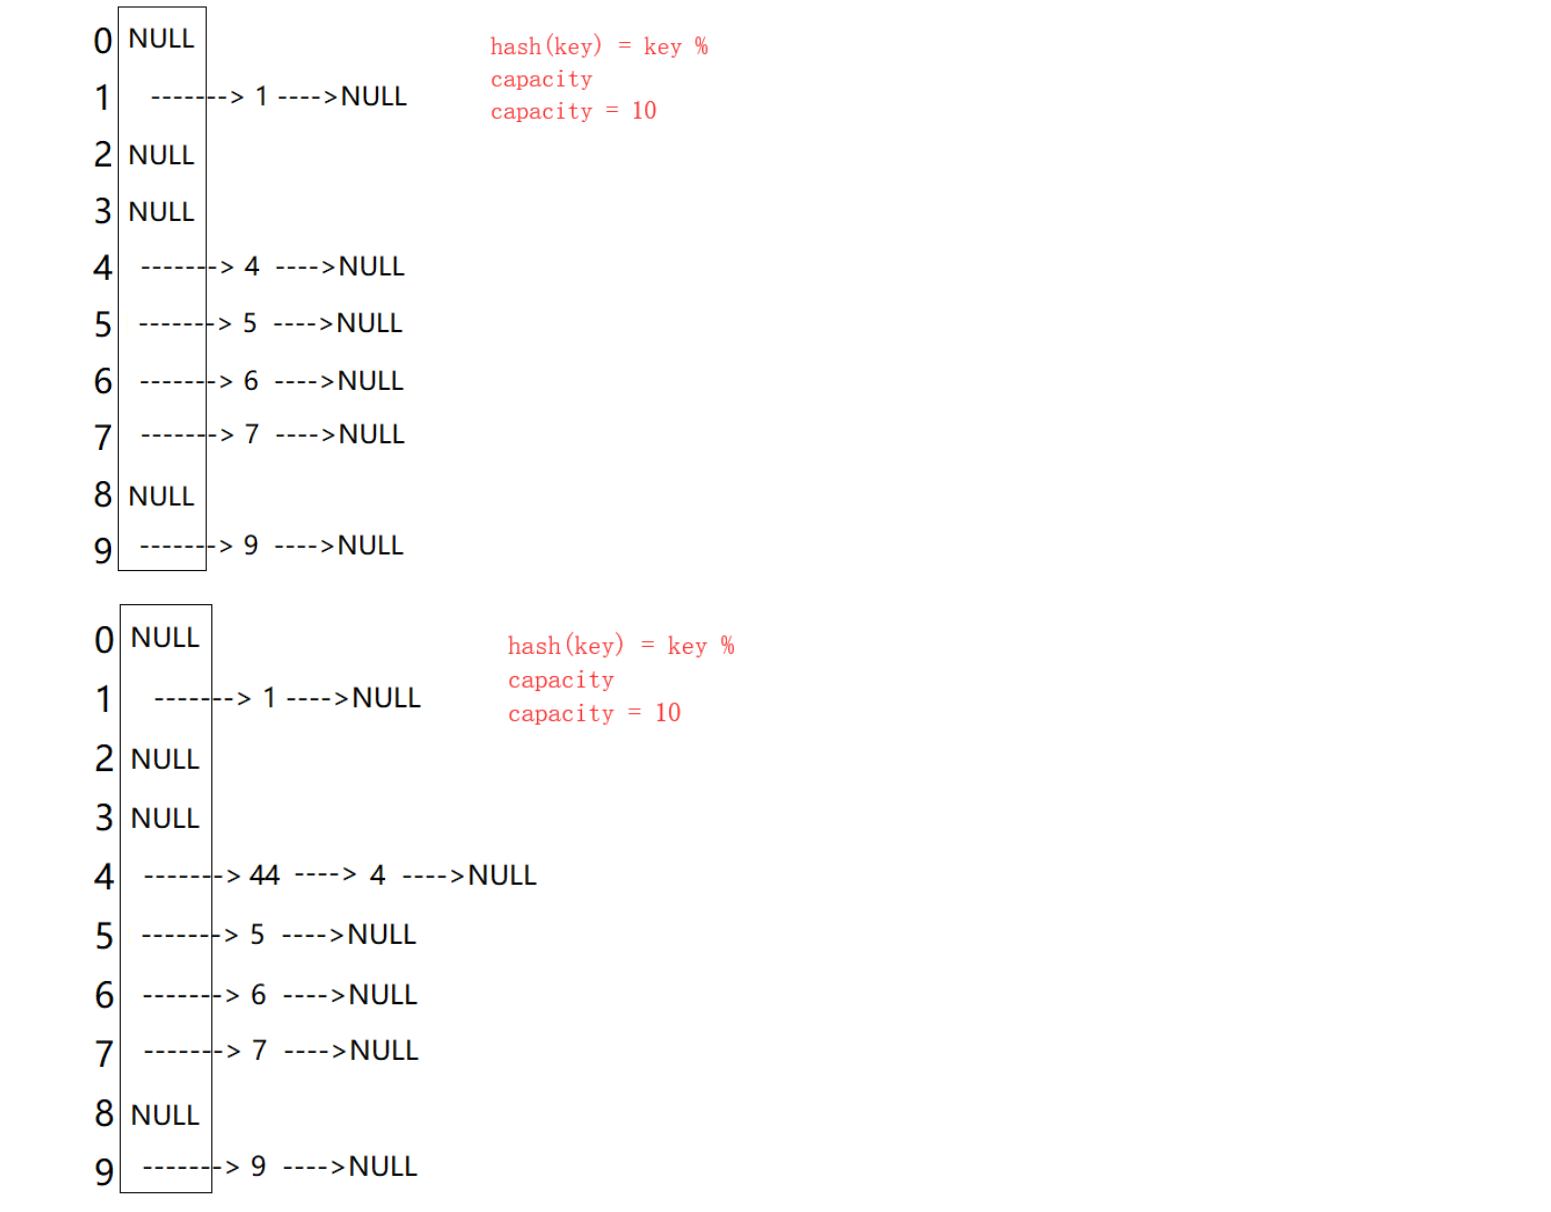 0 NULL
hash(key) = key %
1 -------> 1 ---->NULL
capacity
capacity = 10
2 NULL
3 NULL
4 -------> 4 ---->NULL
5 -------> 5 ---->NULL
6 -------> 6 ---->NULL
7 -------> 7 ---->NULL
8 NULL
9 -------> 9 ---->NULL
0 NULL
hash(key) = key %
capacity
1 -------> 1 ---->NULL
capacity = 10
2 NULL
3 NULL
4 -------> 44 ----> 4 ---->NULL
5 -------> 5 ---->NULL
6 -------> 6 ---->NULL
7 -------> 7 ---->NULL
8 NULL
9 -------> 9 ---->NULL